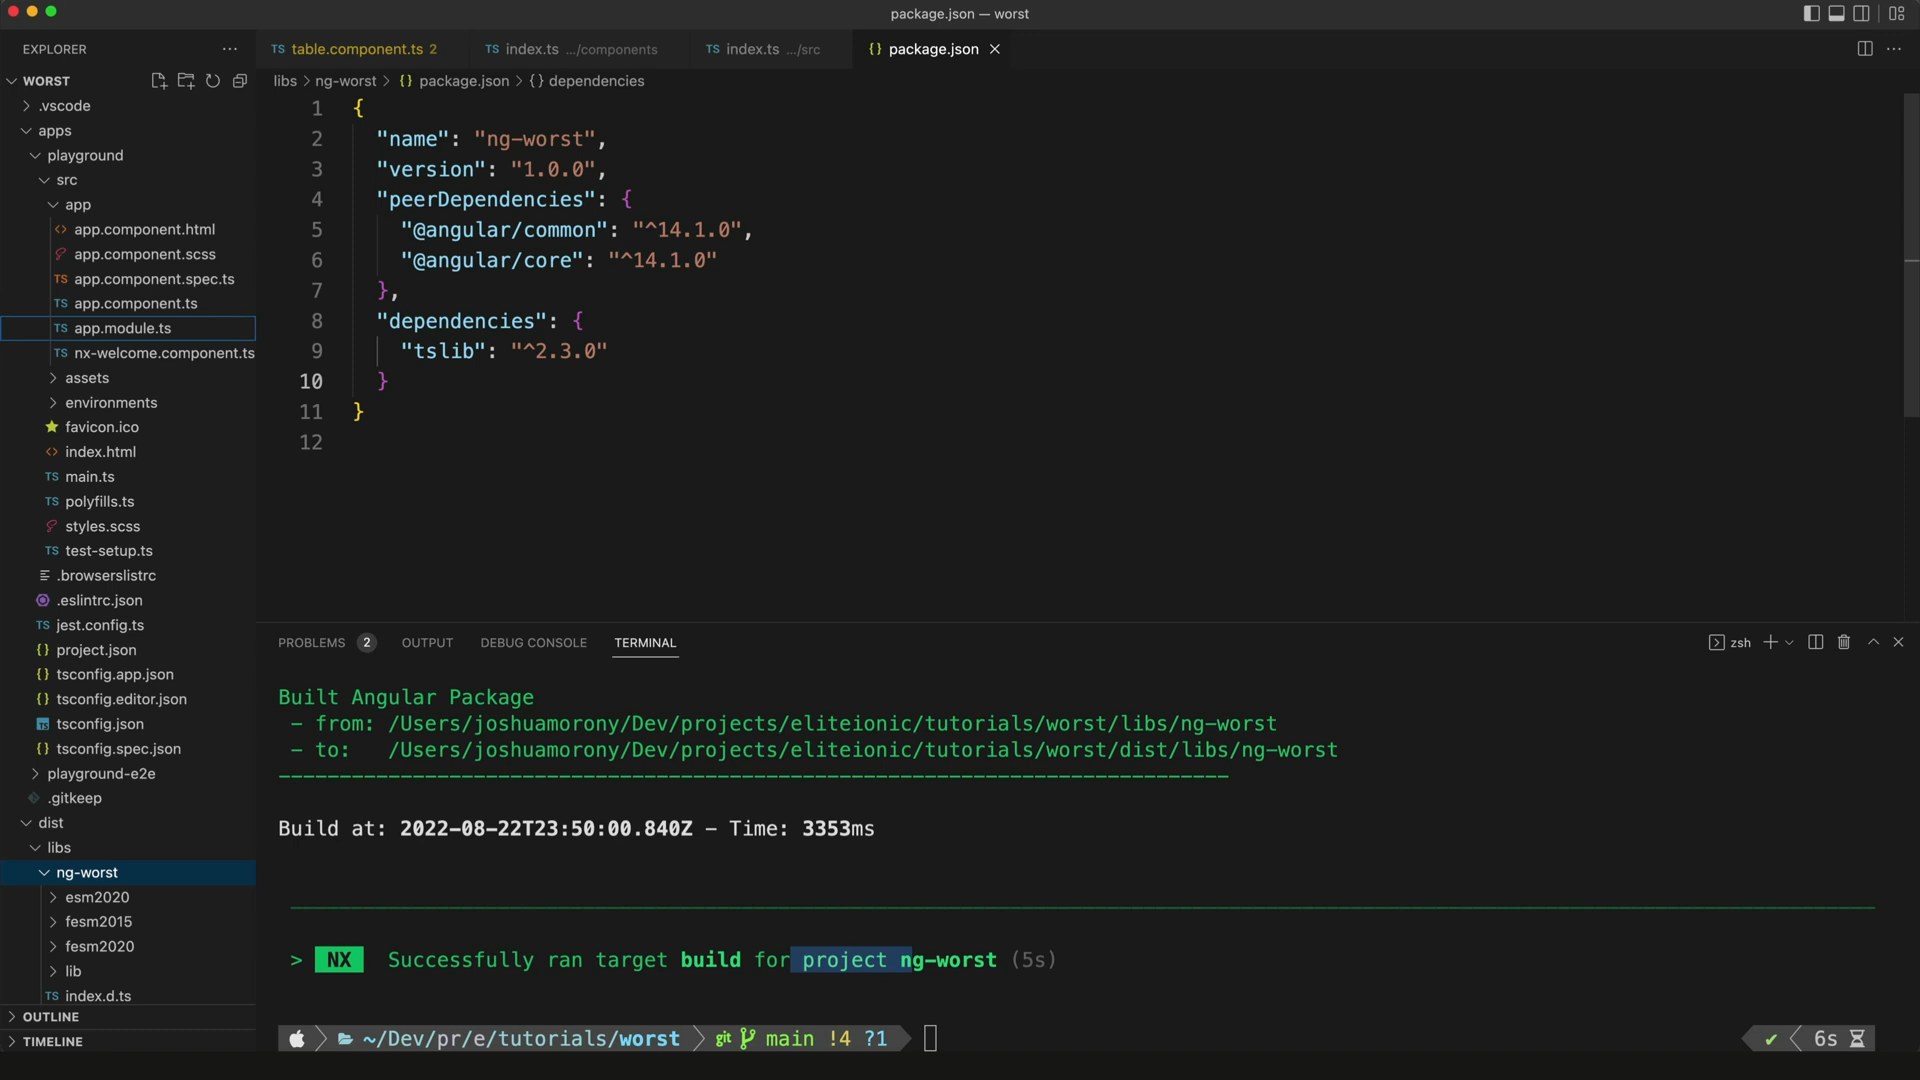 package.json — worst
EXPLORER
TS table.component.ts 2
TS index.ts .../components
TS index.ts .../src
{} package.json
WORST
libs > ng-worst > {} package.json > {} dependencies
.vscode
apps
playground
src
app
<> app.component.html
app.component.scss
TS app.component.spec.ts
TS app.component.ts
TS app.module.ts
TS nx-welcome.component.ts
assets
environments
favicon.ico
<> index.html
TS main.ts
TS polyfills.ts
styles.scss
TS test-setup.ts
.browserslistrc
.eslintrc.json
TS jest.config.ts
{} project.json
{} tsconfig.app.json
{} tsconfig.editor.json
TS tsconfig.json
{} tsconfig.spec.json
playground-e2e
.gitkeep
dist
libs
ng-worst
esm2020
fesm2015
fesm2020
lib
TS index.d.ts
OUTLINE
TIMELINE
1 {
2 "name": "ng-worst",
3 "version": "1.0.0",
4 "peerDependencies": {
5 "@angular/common": "^14.1.0",
6 "@angular/core": "^14.1.0"
7 },
8 "dependencies": {
9 "tslib": "^2.3.0"
10 }
11 }
12
PROBLEMS 2 OUTPUT DEBUG CONSOLE TERMINAL
zsh
Built Angular Package
- from: /Users/joshuamorony/Dev/projects/eliteionic/tutorials/worst/libs/ng-worst
- to: /Users/joshuamorony/Dev/projects/eliteionic/tutorials/worst/dist/libs/ng-worst
------------------------------------------------------------------------------
Build at: 2022-08-22T23:50:00.840Z - Time: 3353ms
> NX Successfully ran target build for project ng-worst (5s)
~/Dev/pr/e/tutorials/worst git main !4 ?1
✔ 6s